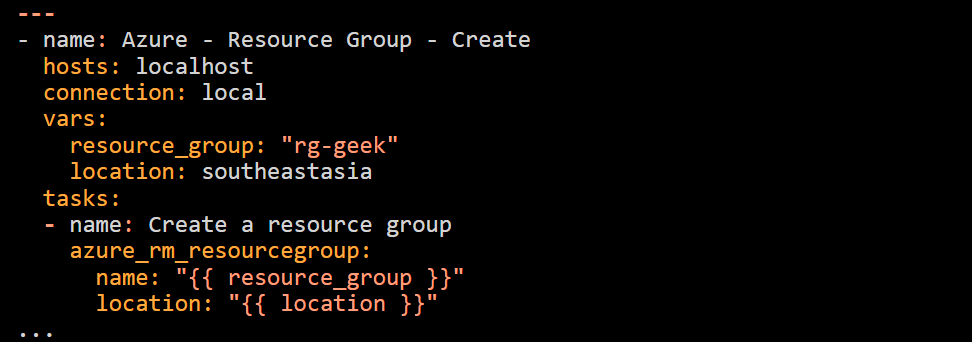 ---
- name: Azure - Resource Group - Create
  hosts: localhost
  connection: local
  vars:
    resource_group: "rg-geek"
    location: southeastasia
  tasks:
  - name: Create a resource group
    azure_rm_resourcegroup:
      name: "{{ resource_group }}"
      location: "{{ location }}"
...